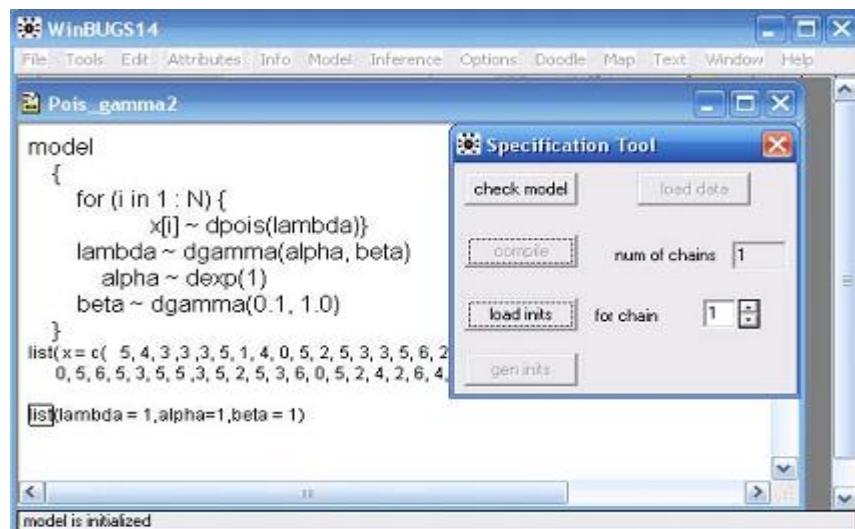 WinBUGS14
File Tools Edit Attributes Info Model Inference Options Doodle Map Text Window Help
Pois_gamma2
model
{
for (i in 1 : N) {
x[i] ~ dpois(lambda)}
lambda ~ dgamma(alpha, beta)
alpha ~ dexp(1)
beta ~ dgamma(0.1, 1.0)
}
list( x = c( 5, 4, 3 ,3 ,3, 5, 1, 4, 0, 5, 2, 5, 3, 3, 5, 6, 2
0, 5, 6, 5, 3, 5, 5 ,3, 5, 2, 5, 3, 6, 0, 5, 2, 4, 2, 6, 4,
list(lambda = 1,alpha=1,beta = 1)
Specification Tool
check model load data
compile num of chains 1
load inits for chain 1
gen inits
model is initialized